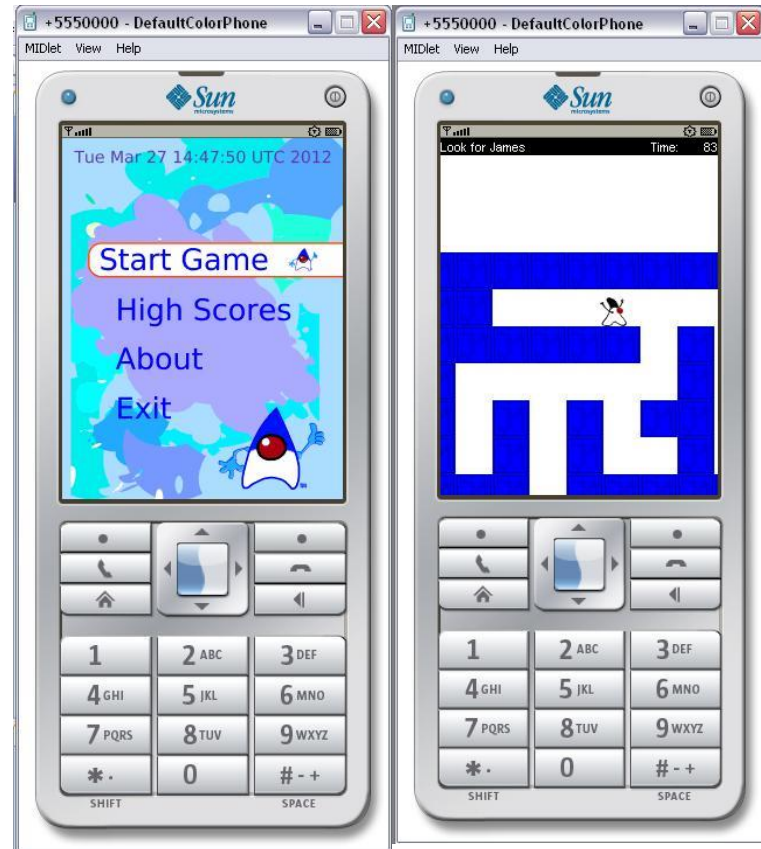 +5550000 - DefaultColorPhone
MIDlet View Help
Sun
microsystems
Tue Mar 27 14:47:50 UTC 2012
Start Game
High Scores
About
Exit
1
2 ABC
3 DEF
4 GHI
5 JKL
6 MNO
7 PQRS
8 TUV
9 WXYZ
* .
0
# - +
SHIFT
SPACE
+5550000 - DefaultColorPhone
MIDlet View Help
Sun
microsystems
Look for James Time: 83
1
2 ABC
3 DEF
4 GHI
5 JKL
6 MNO
7 PQRS
8 TUV
9 WXYZ
* .
0
# - +
SHIFT
SPACE